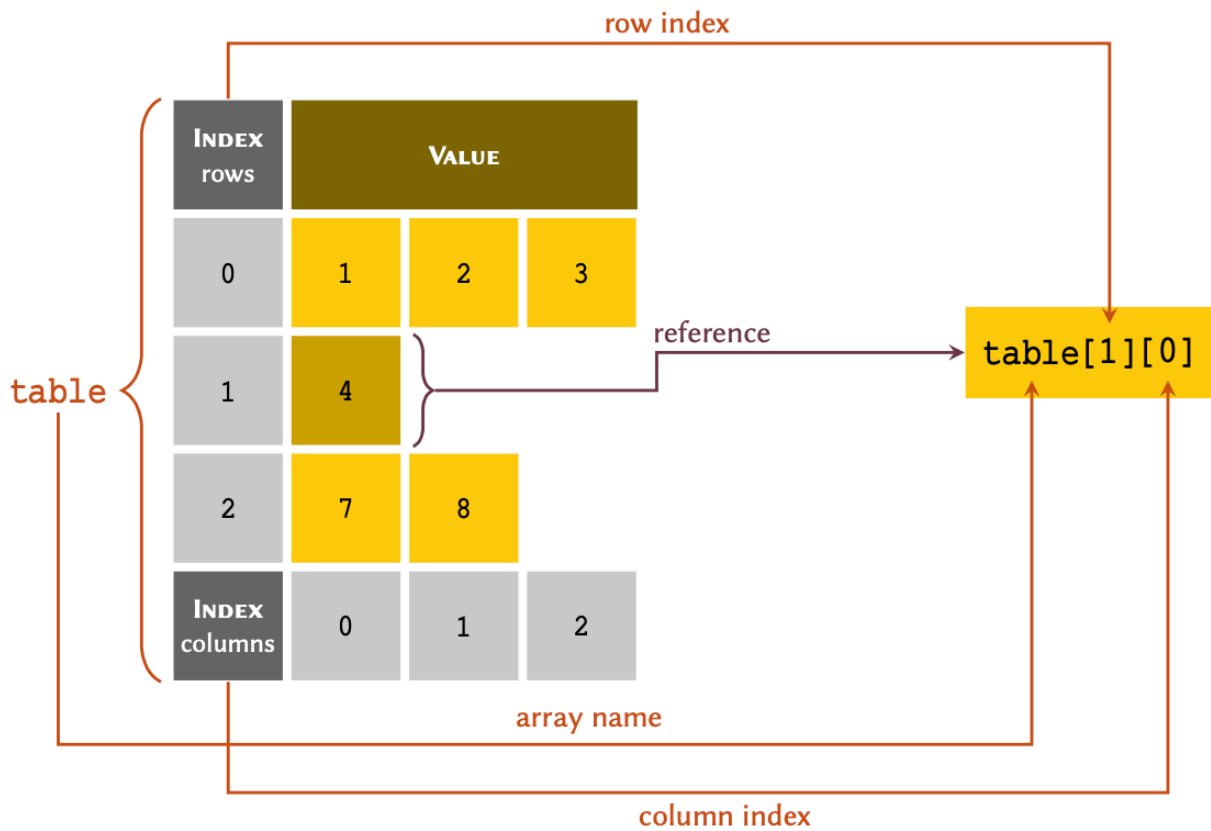 row index
INDEX
rows
VALUE
0 1 2 3
reference
table[1][0]
table
1 4
2 7 8
INDEX
columns
0 1 2
array name
column index